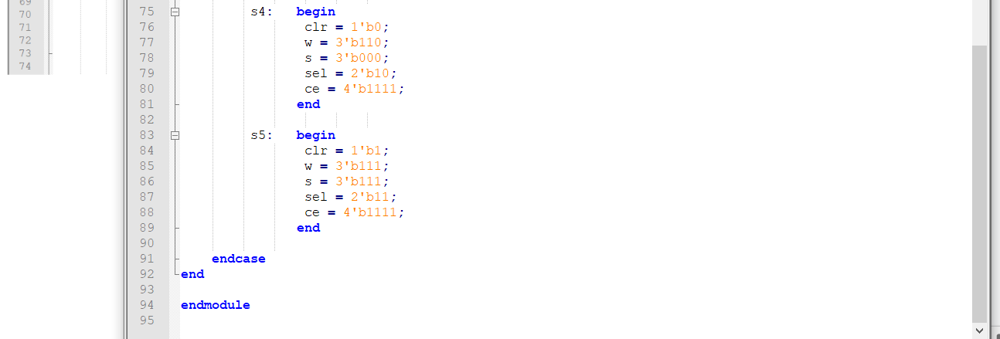 69
70
71
72
73
74
75 s4: begin
76 clr = 1'b0;
77 w = 3'b110;
78 s = 3'b000;
79 sel = 2'b10;
80 ce = 4'b1111;
81 end
82
83 s5: begin
84 clr = 1'b1;
85 w = 3'b111;
86 s = 3'b111;
87 sel = 2'b11;
88 ce = 4'b1111;
89 end
90
91 endcase
92 end
93
94 endmodule
95